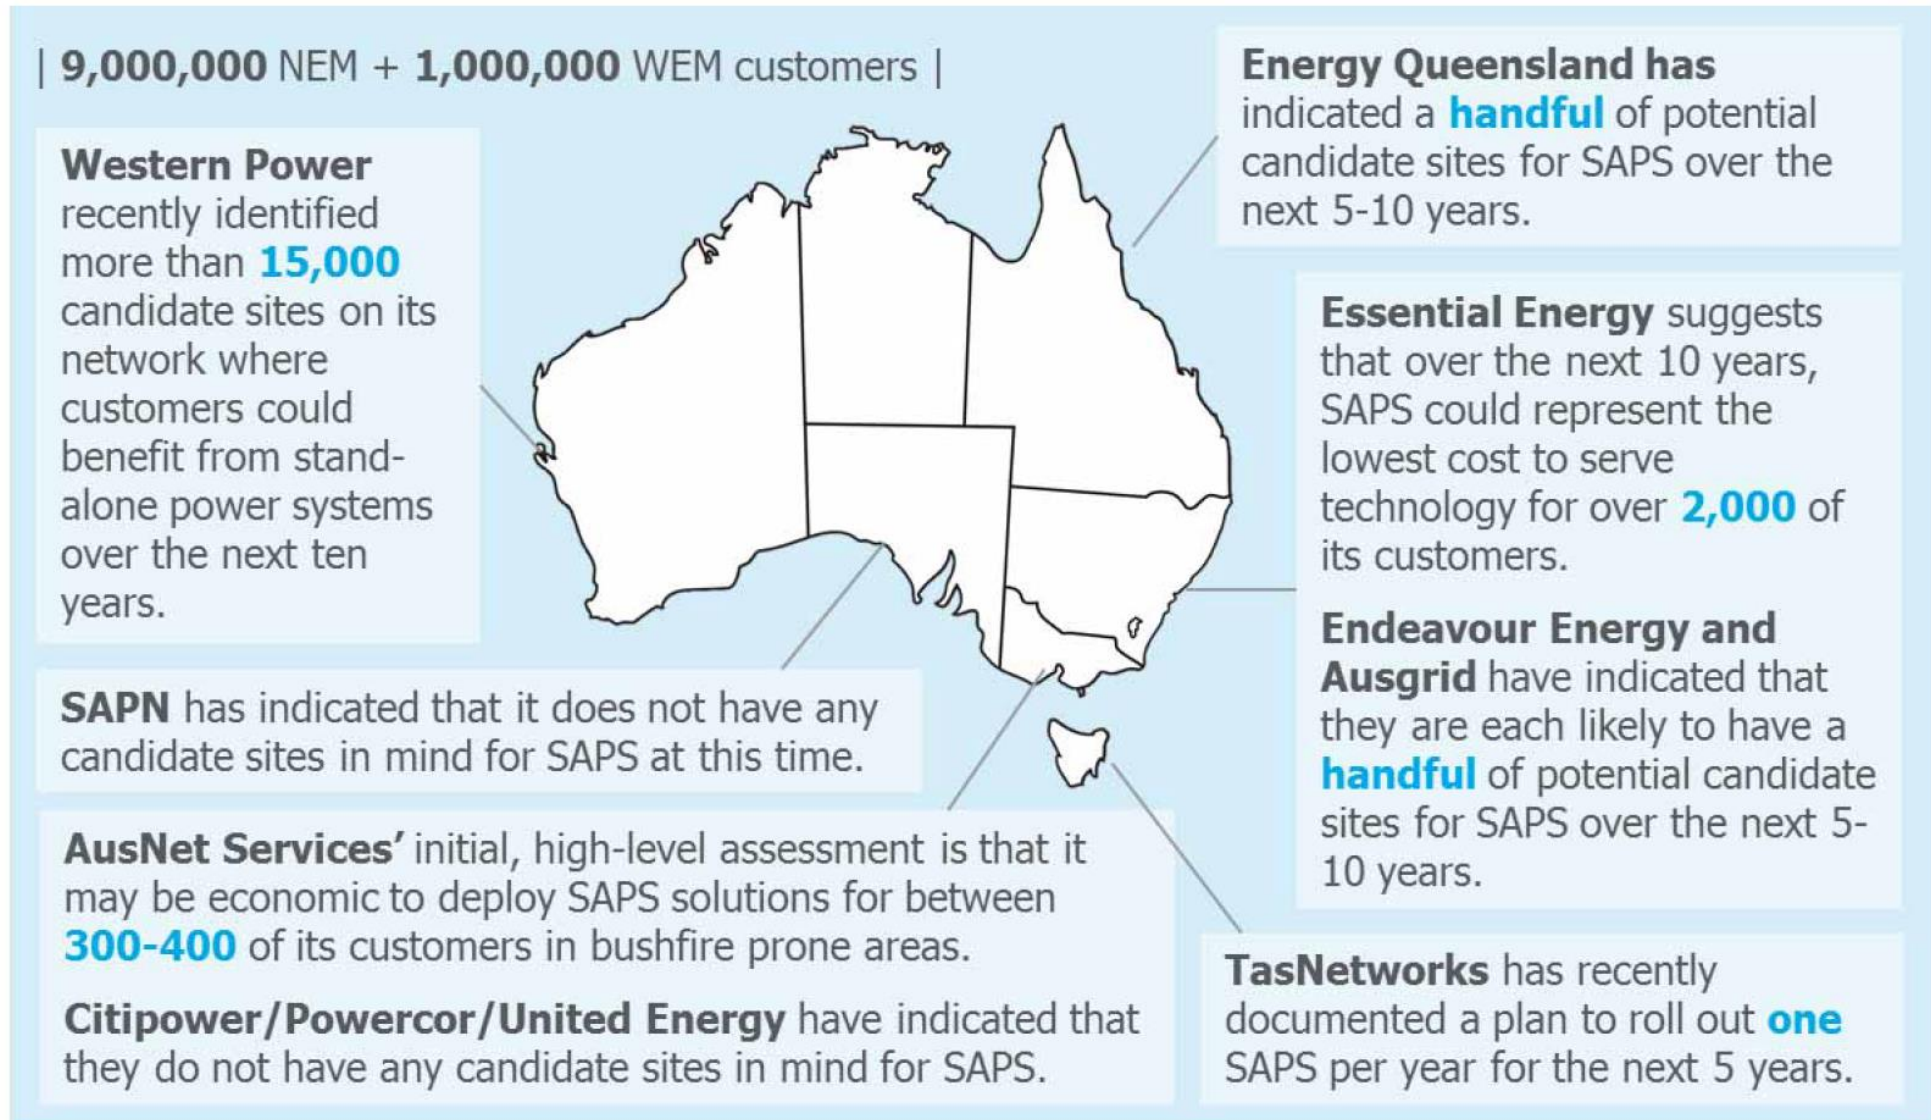 | 9,000,000 NEM + 1,000,000 WEM customers |
Western Power
recently identified
more than 15,000
candidate sites on its
network where
customers could
benefit from stand-
alone power systems
over the next ten
years.
Energy Queensland has
indicated a handful of potential
candidate sites for SAPS over the
next 5-10 years.
Essential Energy suggests
that over the next 10 years,
SAPS could represent the
lowest cost to serve
technology for over 2,000 of
its customers.
Endeavour Energy and
Ausgrid have indicated that
they are each likely to have a
handful of potential candidate
sites for SAPS over the next 5-
10 years.
SAPN has indicated that it does not have any
candidate sites in mind for SAPS at this time.
AusNet Services’ initial, high-level assessment is that it
may be economic to deploy SAPS solutions for between
300-400 of its customers in bushfire prone areas.
Citipower/Powercor/United Energy have indicated that
they do not have any candidate sites in mind for SAPS.
TasNetworks has recently
documented a plan to roll out one
SAPS per year for the next 5 years.